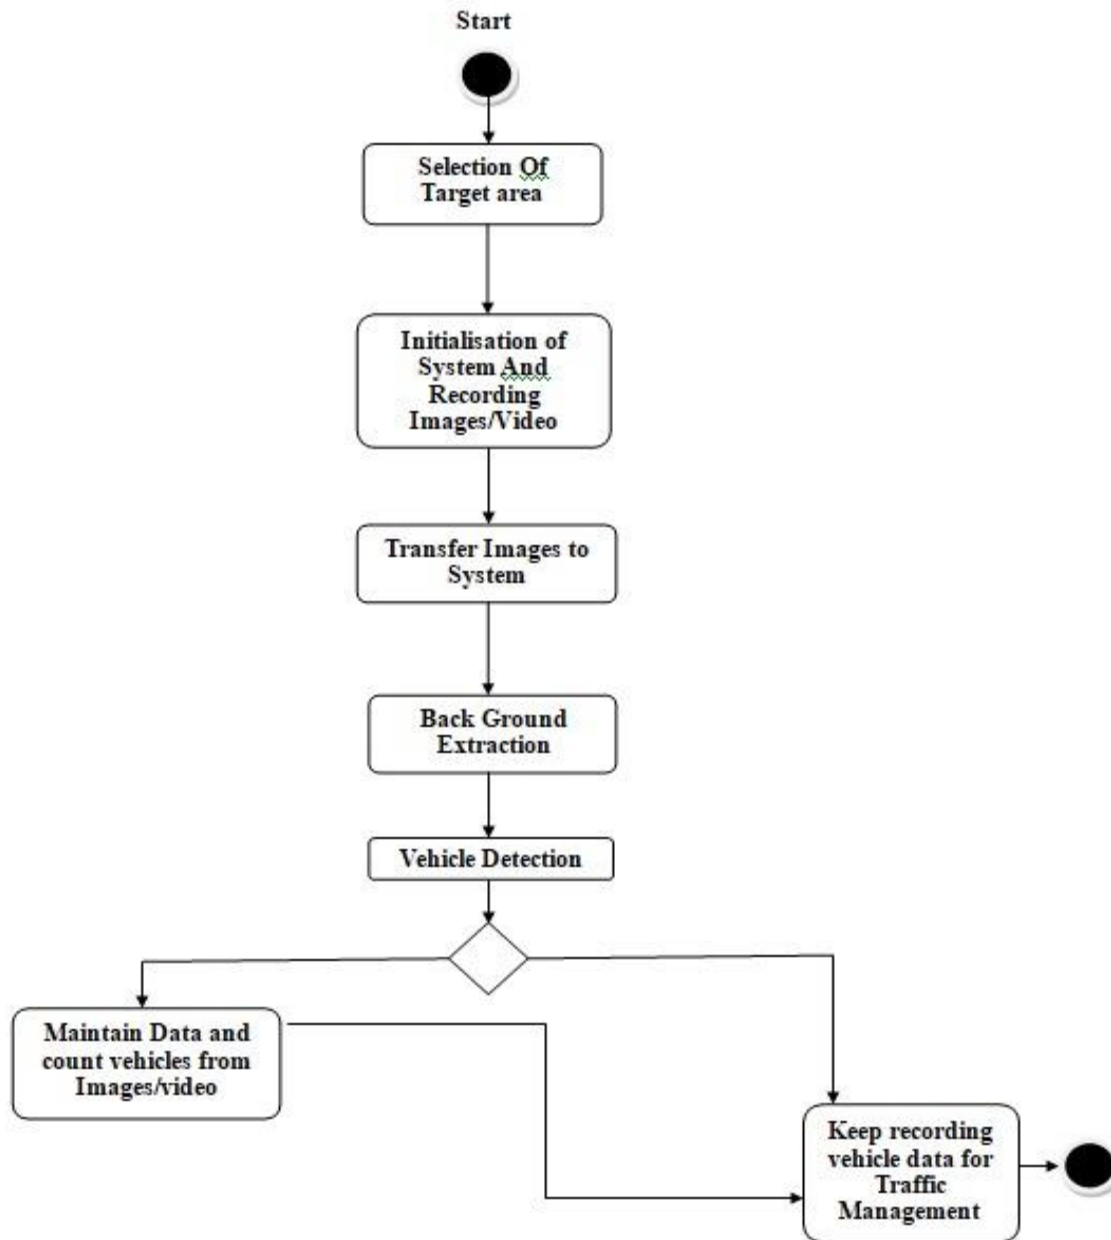 Start
Selection Of
Target area
Initialisation of
System And
Recording
Images/Video
Transfer Images to
System
Back Ground
Extraction
Vehicle Detection
Maintain Data and
count vehicles from
Images/video
Keep recording
vehicle data for
Traffic
Management